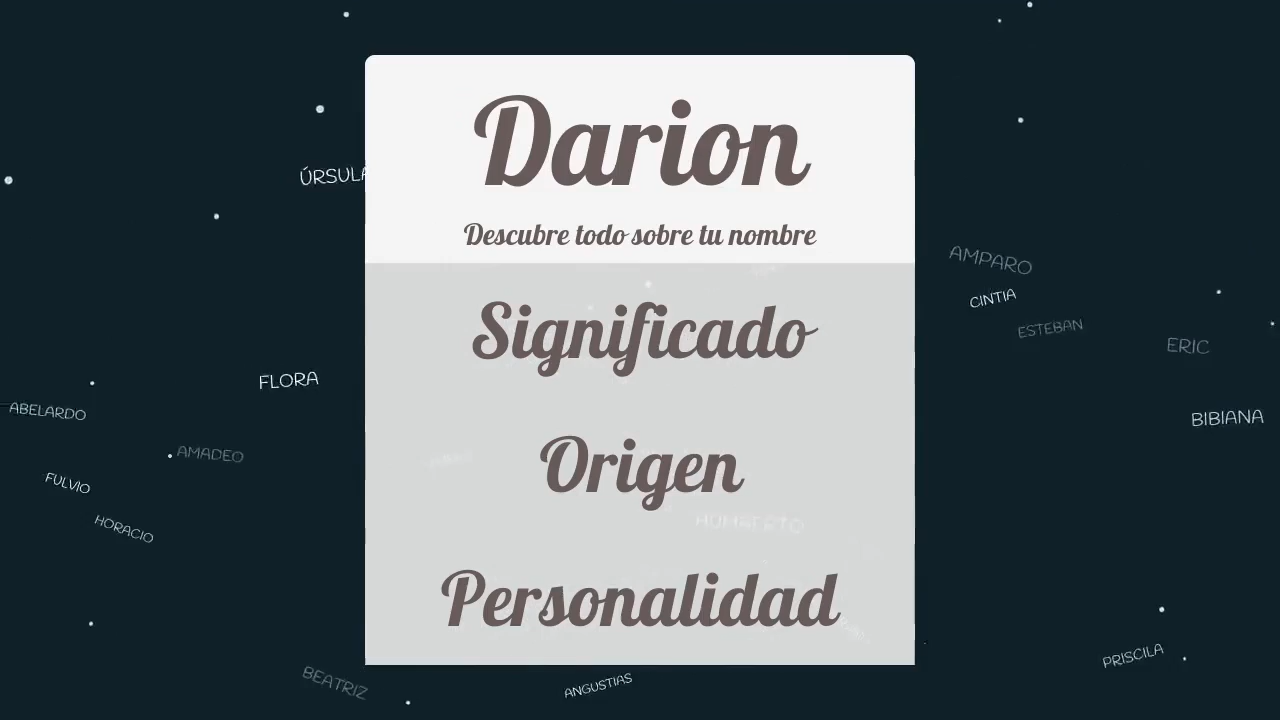 Darion
ÚRSULA
Descubre todo sobre tu nombre
AMPARO
CINTIA
ESTEBAN
Significado
ERIC
FLORA
ABELARDO
BIBIANA
AMADEO
Origen
FULVIO
HORACIO
HUMBERTO
Personalidad
PRISCILA
BEATRIZ
ANGUSTIAS